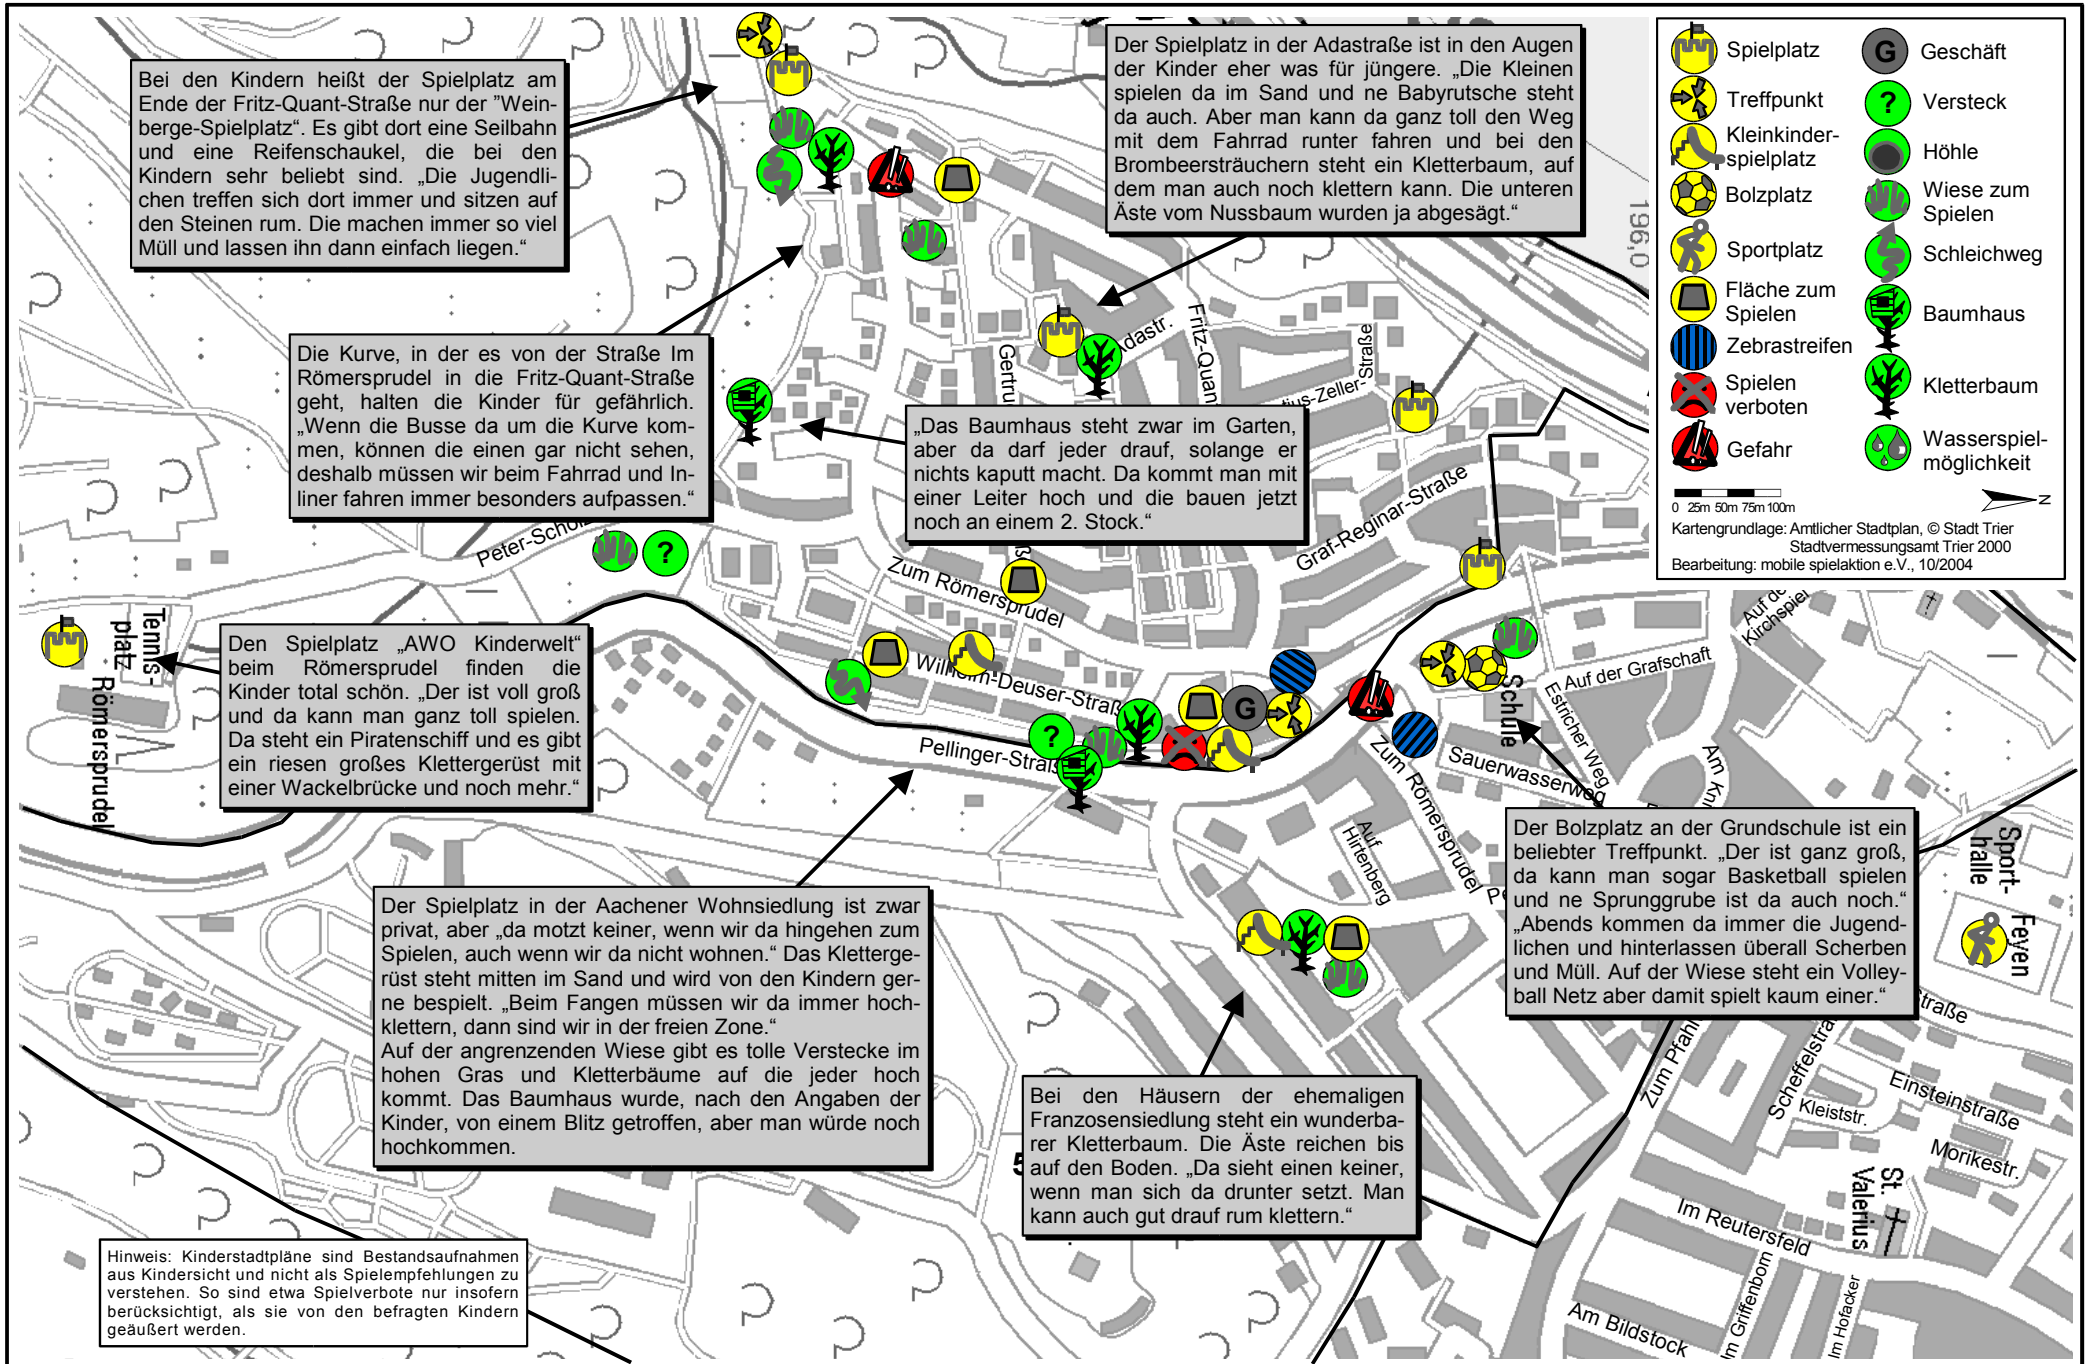 Bei den Kindern heißt der Spielplatz am
Ende der Fritz-Quant-Straße nur der "Wein-
berge-Spielplatz“. Es gibt dort eine Seilbahn
und eine Reifenschaukel, die bei den
Kindern sehr beliebt sind. „Die Jugendli-
chen treffen sich dort immer und sitzen auf
den Steinen rum. Die machen immer so viel
Müll und lassen ihn dann einfach liegen.“
Der Spielplatz in der Adastraße ist in den Augen
der Kinder eher was für jüngere. „Die Kleinen
spielen da im Sand und ne Babyrutsche steht
da auch. Aber man kann da ganz toll den Weg
mit dem Fahrrad runter fahren und bei den
Brombeersträuchern steht ein Kletterbaum, auf
dem man auch noch klettern kann. Die unteren
Äste vom Nussbaum wurden ja abgesägt.“
Spielplatz
Treffpunkt
Kleinkinder-
spielplatz
Bolzplatz
Sportplatz
Fläche zum
Spielen
Zebrastreifen
Spielen
verboten
Gefahr
G
Geschäft
?
Versteck
Höhle
Wiese zum
Spielen
Schleichweg
Baumhaus
Kletterbaum
Wasserspiel-
möglichkeit
0 25m 50m 75m 100m
N
Kartengrundlage: Amtlicher Stadtplan, © Stadt Trier
Stadtvermessungsamt Trier 2000
Bearbeitung: mobile spielaktion e.V., 10/2004
196,0
Die Kurve, in der es von der Straße Im
Römersprudel in die Fritz-Quant-Straße
geht, halten die Kinder für gefährlich.
„Wenn die Busse da um die Kurve kom-
men, können die einen gar nicht sehen,
deshalb müssen wir beim Fahrrad und In-
liner fahren immer besonders aufpassen.“
Gertru
Adastr.
Fritz-Quan
tius-Zeller-Straße
„Das Baumhaus steht zwar im Garten,
aber da darf jeder drauf, solange er
nichts kaputt macht. Da kommt man mit
einer Leiter hoch und die bauen jetzt
noch an einem 2. Stock.“
Graf-Reginar-Straße
Peter-Scholz
?
ß
Zum Römersprudel
Auf de
Kirchspiel
Tennis-
platz
Römersprudel
Den Spielplatz „AWO Kinderwelt“
beim Römersprudel finden die
Kinder total schön. „Der ist voll groß
und da kann man ganz toll spielen.
Da steht ein Piratenschiff und es gibt
ein riesen großes Klettergerüst mit
einer Wackelbrücke und noch mehr.“
Wilhelm-Deuser-Straß
Pellinger-Straß
?
G
Schule
Auf der Grafschaft
Estricher Weg
Sauerwasserweg
Zum Römersprudel
Am Kni
Auf
Hirtenberg
Pe
Der Bolzplatz an der Grundschule ist ein
beliebter Treffpunkt. „Der ist ganz groß,
da kann man sogar Basketball spielen
und ne Sprunggrube ist da auch noch.“
„Abends kommen da immer die Jugend-
lichen und hinterlassen überall Scherben
und Müll. Auf der Wiese steht ein Volley-
ball Netz aber damit spielt kaum einer.“
Sport-
halle
Feyen
Der Spielplatz in der Aachener Wohnsiedlung ist zwar
privat, aber „da motzt keiner, wenn wir da hingehen zum
Spielen, auch wenn wir da nicht wohnen.“ Das Kletterge-
rüst steht mitten im Sand und wird von den Kindern ger-
ne bespielt. „Beim Fangen müssen wir da immer hoch-
klettern, dann sind wir in der freien Zone.“
Auf der angrenzenden Wiese gibt es tolle Verstecke im
hohen Gras und Kletterbäume auf die jeder hoch
kommt. Das Baumhaus wurde, nach den Angaben der
Kinder, von einem Blitz getroffen, aber man würde noch
hochkommen.
Bei den Häusern der ehemaligen
Franzosensiedlung steht ein wunderba-
rer Kletterbaum. Die Äste reichen bis
auf den Boden. „Da sieht einen keiner,
wenn man sich da drunter setzt. Man
kann auch gut drauf rum klettern.“
5
Straße
Zum Pfahl
Scheffelstra
Einsteinstraße
Kleiststr.
Morikestr.
St.
Valerius
Im Reutersfeld
Im Griffenborn
Im Hofacker
Am Bildstock
Hinweis: Kinderstadtpläne sind Bestandsaufnahmen
aus Kindersicht und nicht als Spielempfehlungen zu
verstehen. So sind etwa Spielverbote nur insofern
berücksichtigt, als sie von den befragten Kindern
geäußert werden.